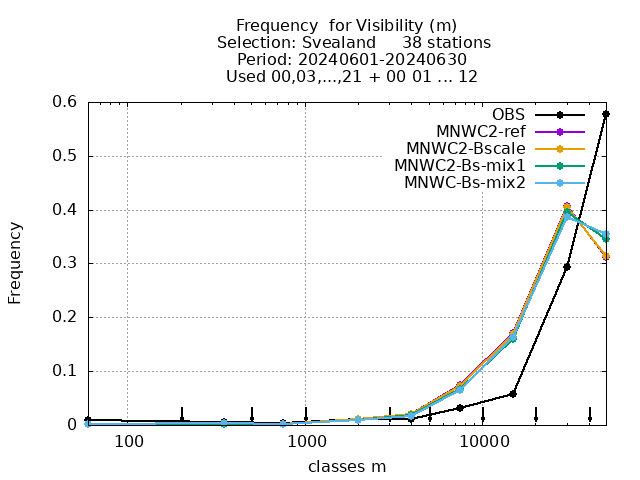 Frequency  for Visibility (m)
Selection: Svealand     38 stations
Period: 20240601-20240630
Used 00,03,...,21 + 00 01 ... 12
OBS
MNWC2-ref
MNWC2-Bscale
MNWC2-Bs-mix1
MNWC-Bs-mix2
Frequency
0.6
0.5
0.4
0.3
0.2
0.1
0
100 1000 10000
classes m